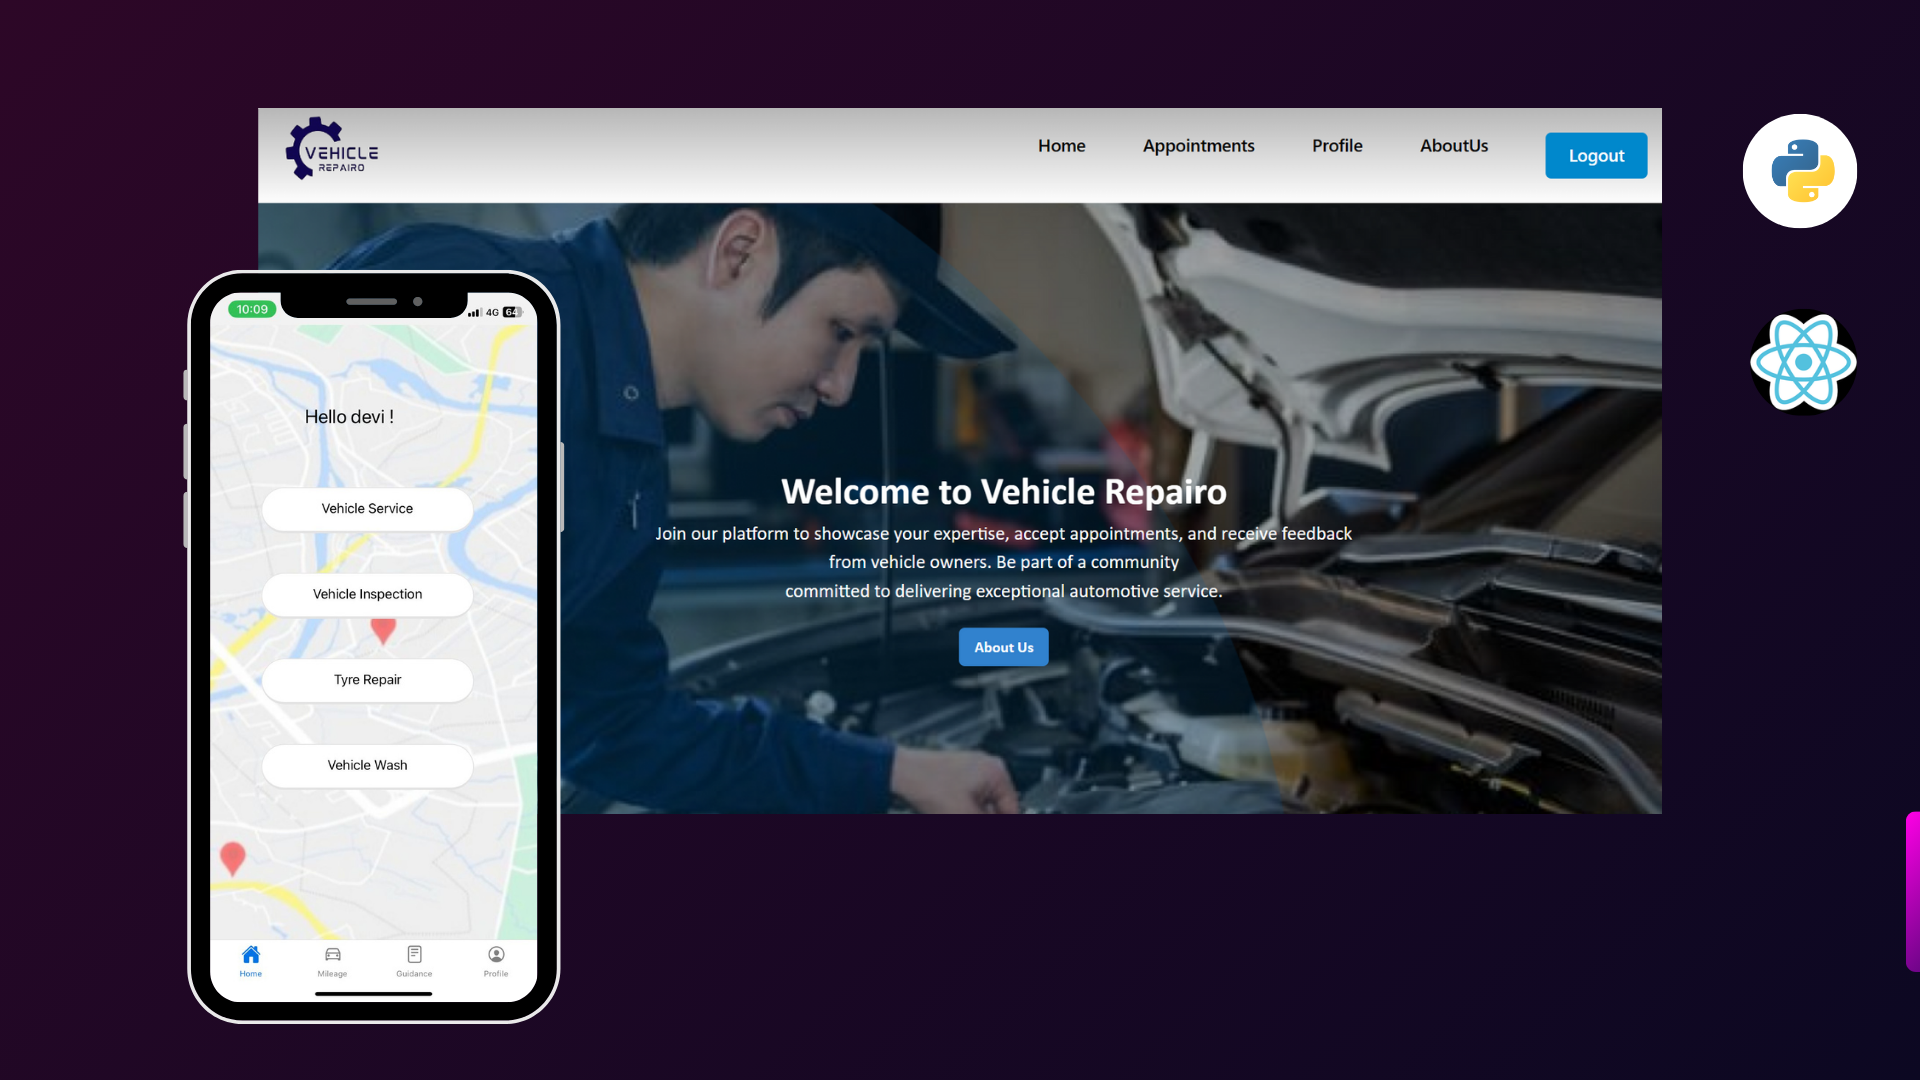 VEHICLE
REPAIRO
Home
Appointments
Profile
AboutUs
Logout
Welcome to Vehicle Repairo
Join our platform to showcase your expertise, accept appointments, and receive feedback
from vehicle owners. Be part of a community
committed to delivering exceptional automotive service.
About Us
10:09
4G
64
Hello devi !
Vehicle Service
Vehicle Inspection
Tyre Repair
Vehicle Wash
Home
Mileage
Guidance
Profile